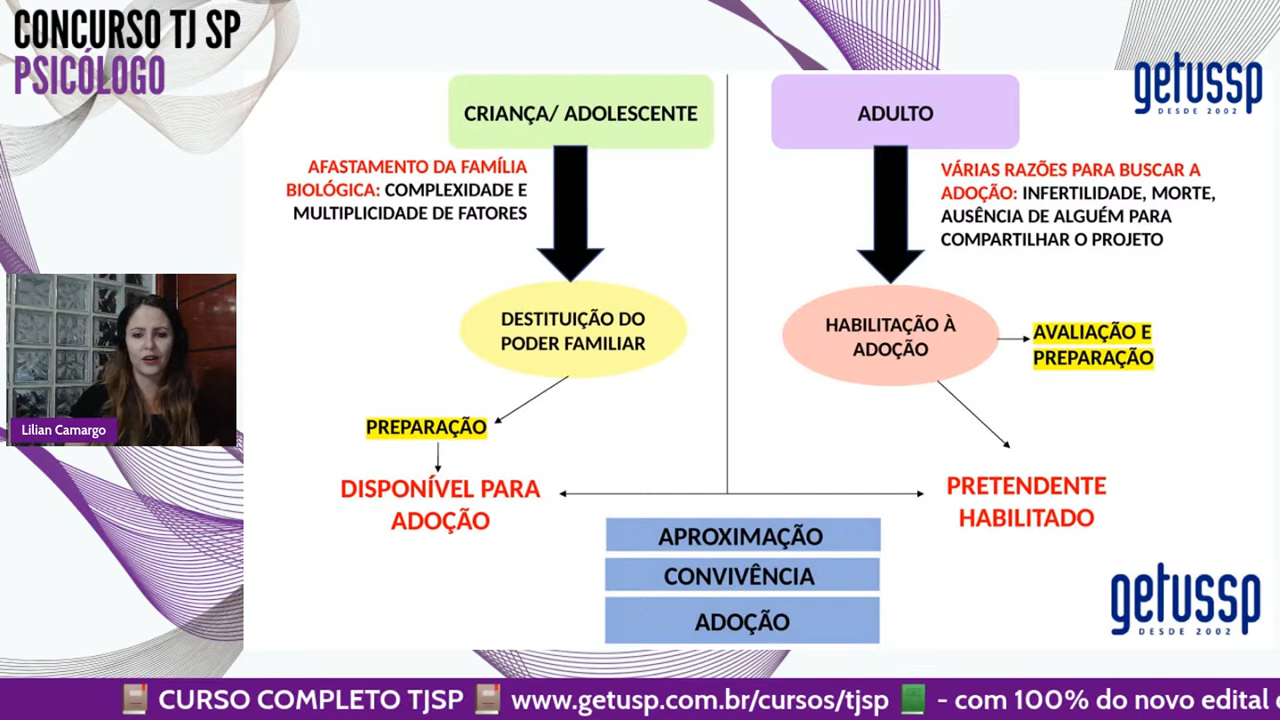 CONCURSO TJ SP
PSICÓLOGO
getussp
DESDE 2002
CRIANÇA/ ADOLESCENTE
AFASTAMENTO DA FAMÍLIA
BIOLÓGICA: COMPLEXIDADE E
MULTIPLICIDADE DE FATORES
DESTITUIÇÃO DO
PODER FAMILIAR
PREPARAÇÃO
DISPONÍVEL PARA
ADOÇÃO
ADULTO
VÁRIAS RAZÕES PARA BUSCAR A
ADOÇÃO: INFERTILIDADE, MORTE,
AUSÊNCIA DE ALGUÉM PARA
COMPARTILHAR O PROJETO
HABILITAÇÃO À
ADOÇÃO
AVALIAÇÃO E
PREPARAÇÃO
PRETENDENTE
HABILITADO
APROXIMAÇÃO
CONVIVÊNCIA
ADOÇÃO
Lilian Camargo
getussp
DESDE 2002
CURSO COMPLETO TJSP www.getusp.com.br/cursos/tjsp - com 100% do novo edital